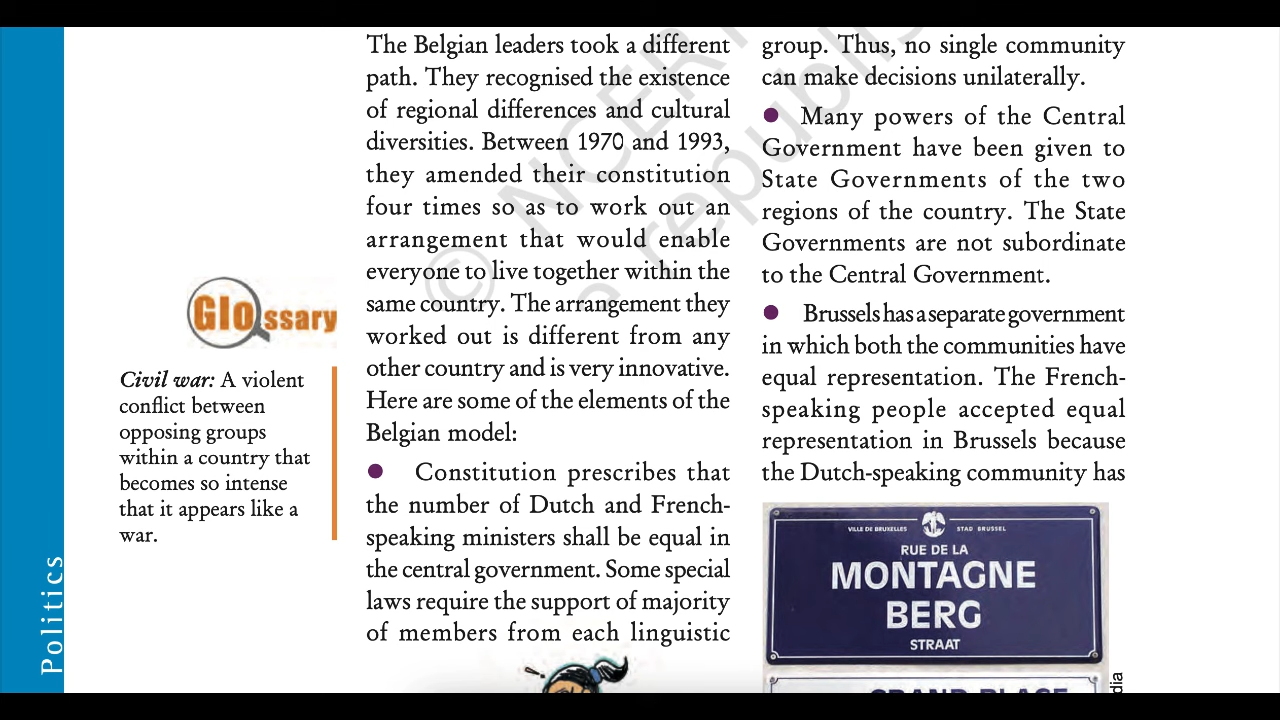 The Belgian leaders took a different
path. They recognised the existence
of regional differences and cultural
diversities. Between 1970 and 1993,
they amended their constitution
four times so as to work out an
arrangement that would enable
everyone to live together within the
same country. The arrangement they
worked out is different from any
other country and is very innovative.
Here are some of the elements of the
Belgian model:
● Constitution prescribes that
the number of Dutch and French-
speaking ministers shall be equal in
the central government. Some special
laws require the support of majority
of members from each linguistic
group. Thus, no single community
can make decisions unilaterally.
● Many powers of the Central
Government have been given to
State Governments of the two
regions of the country. The State
Governments are not subordinate
to the Central Government.
● Brussels has a separate government
in which both the communities have
equal representation. The French-
speaking people accepted equal
representation in Brussels because
the Dutch-speaking community has
Glossary
Civil war: A violent
conflict between
opposing groups
within a country that
becomes so intense
that it appears like a
war.
Politics
© NCERT
VILLE DE BRUXELLES STAD BRUSSEL
RUE DE LA
MONTAGNE
BERG
STRAAT
GRAND PLACE